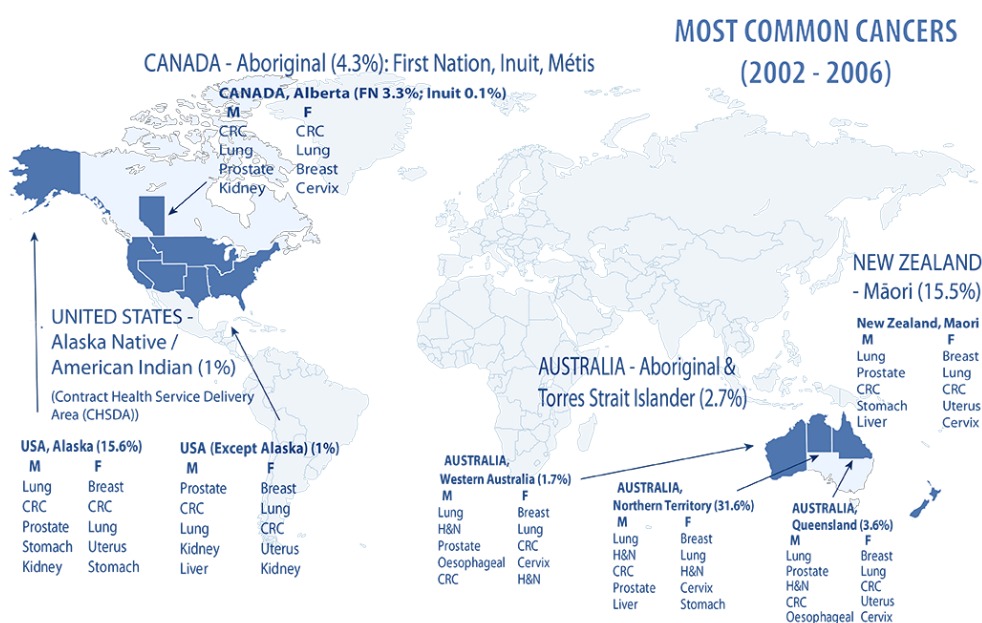 MOST COMMON CANCERS
(2002 - 2006)
CANADA - Aboriginal (4.3%): First Nation, Inuit, Métis
CANADA, Alberta (FN 3.3%; Inuit 0.1%)
M F
CRC CRC
Lung Lung
Prostate Breast
Kidney Cervix
UNITED STATES -
Alaska Native /
American Indian (1%)
(Contract Health Service Delivery
Area (CHSDA))
USA, Alaska (15.6%)
M F
Lung Breast
CRC CRC
Prostate Lung
Stomach Uterus
Kidney Stomach
USA (Except Alaska) (1%)
M F
Prostate Breast
CRC Lung
Lung CRC
Kidney Uterus
Liver Kidney
AUSTRALIA - Aboriginal &
Torres Strait Islander (2.7%)
AUSTRALIA,
Western Australia (1.7%)
M F
Lung Breast
H&N Lung
Prostate CRC
Oesophageal Cervix
CRC H&N
AUSTRALIA,
Northern Territory (31.6%)
M F
Lung Breast
H&N Lung
CRC H&N
Prostate Cervix
Liver Stomach
AUSTRALIA,
Queensland (3.6%)
M F
Lung Breast
Prostate Lung
H&N CRC
CRC Uterus
Oesophageal Cervix
NEW ZEALAND
- Māori (15.5%)
New Zealand, Maori
M F
Lung Breast
Prostate Lung
CRC CRC
Stomach Uterus
Liver Cervix